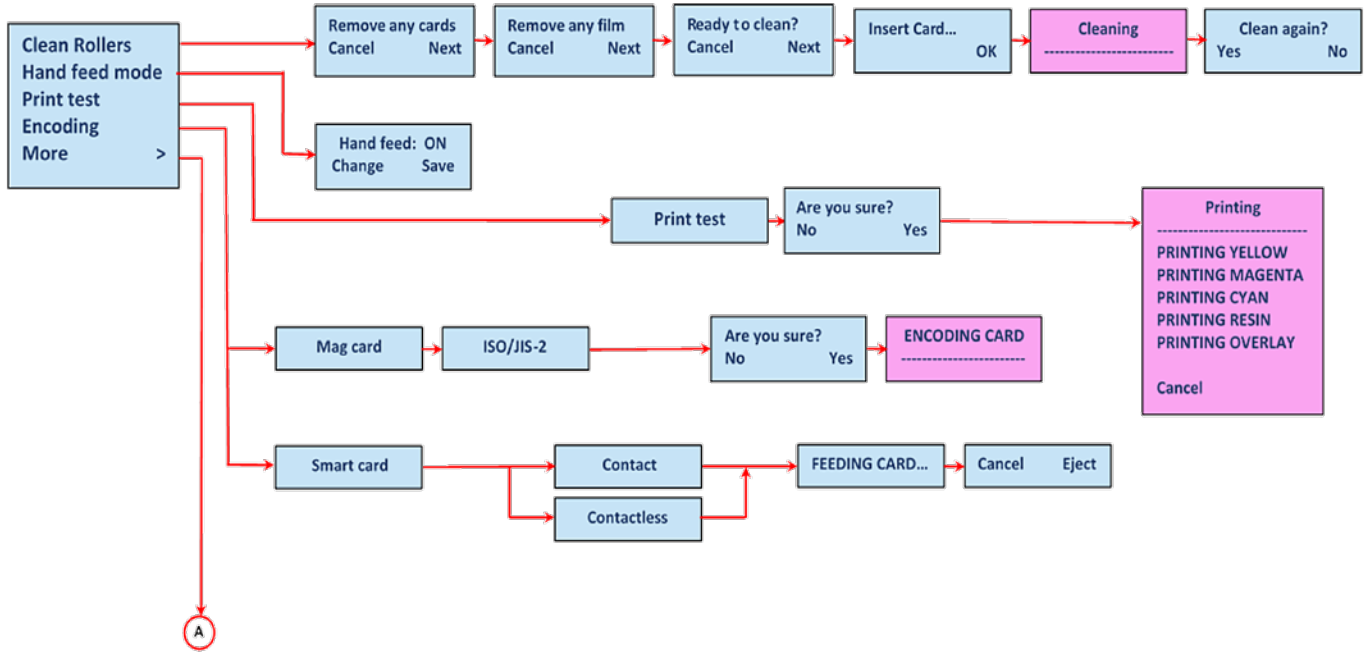 Clean Rollers
Hand feed mode
Print test
Encoding
More >
Remove any cards
Cancel Next
Remove any film
Cancel Next
Ready to clean?
Cancel Next
Insert Card...
OK
Cleaning
-------------------------
Clean again?
Yes No
Hand feed: ON
Change Save
Print test
Are you sure?
No Yes
Printing
-----------------------------
PRINTING YELLOW
PRINTING MAGENTA
PRINTING CYAN
PRINTING RESIN
PRINTING OVERLAY
Cancel
Mag card
ISO/JIS-2
Are you sure?
No Yes
ENCODING CARD
------------------------
Smart card
Contact
Contactless
FEEDING CARD...
Cancel Eject
A